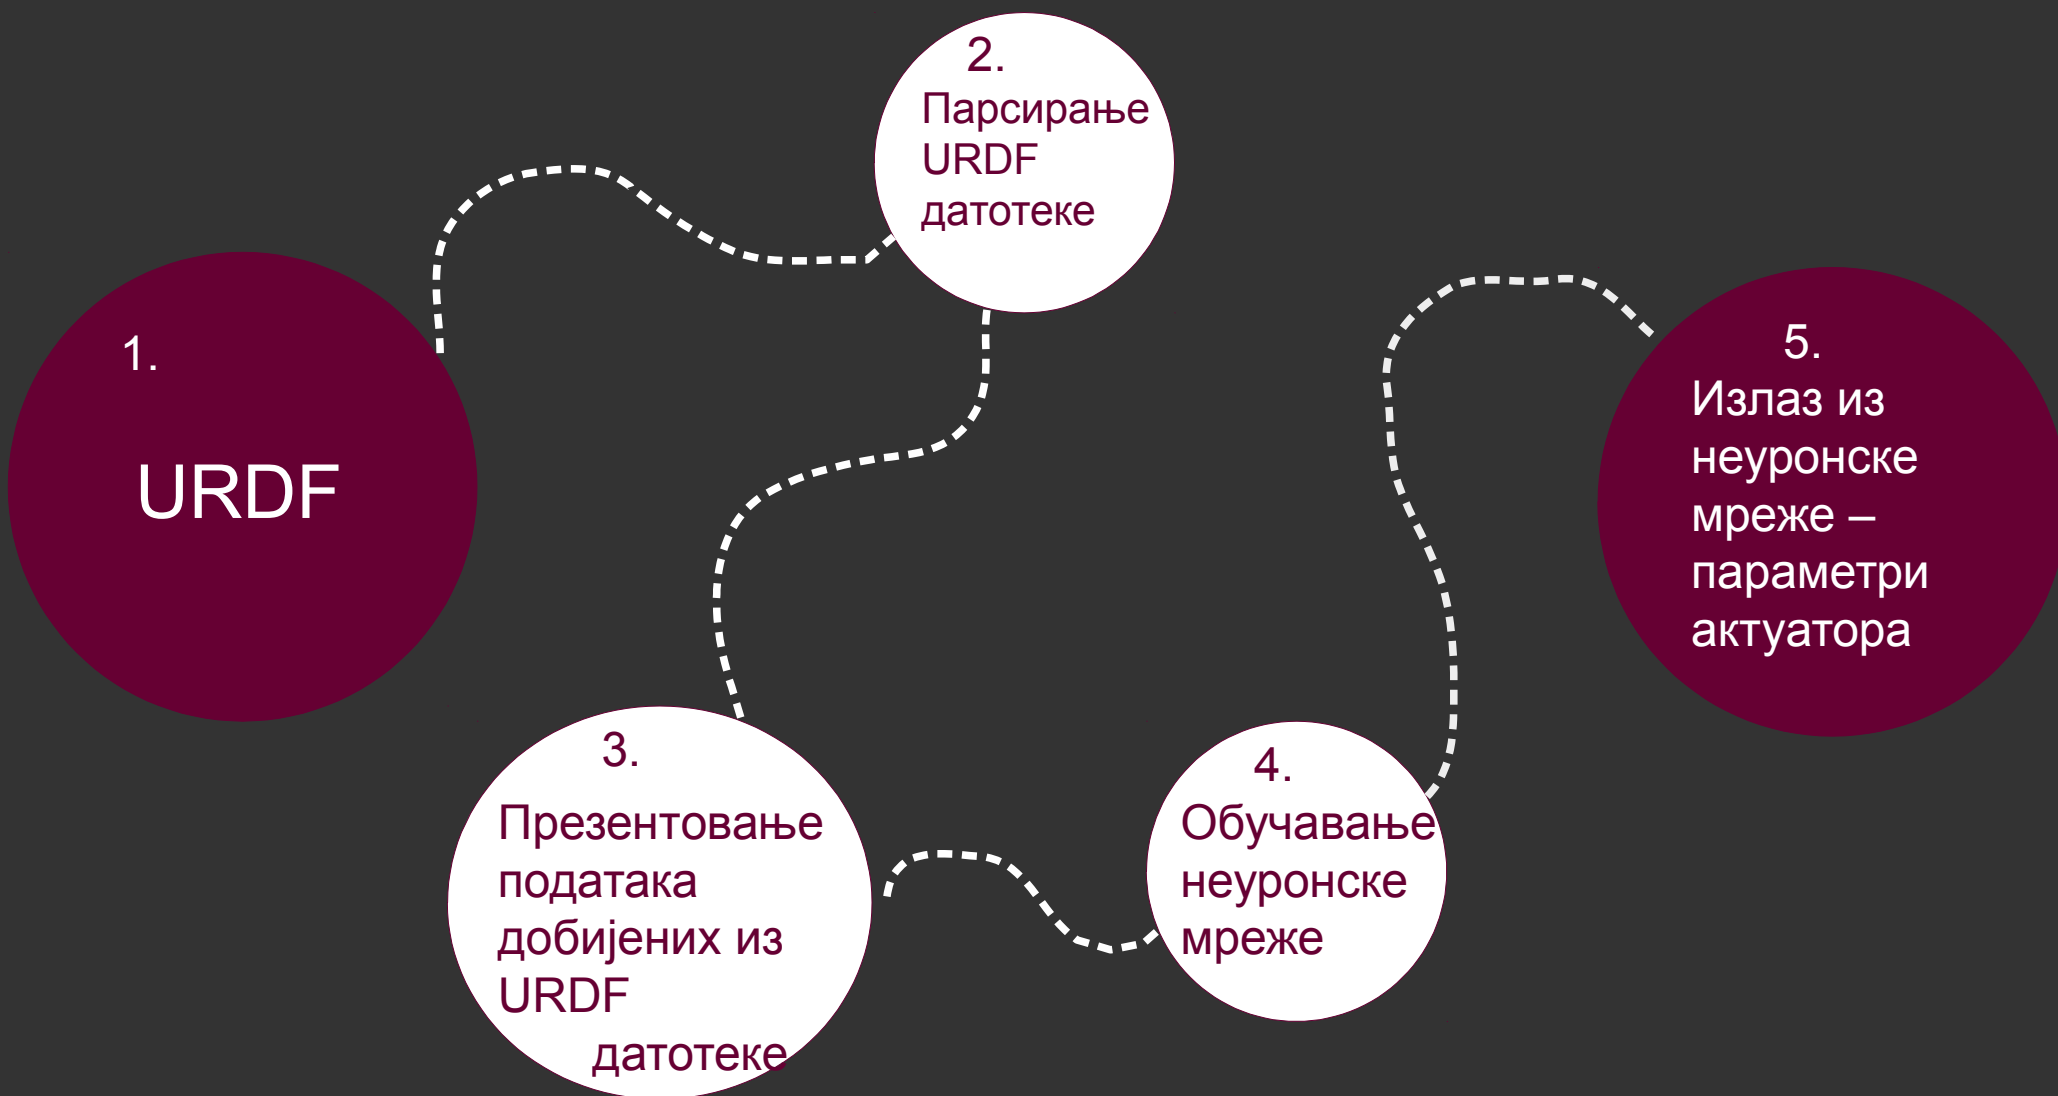 1.
URDF
2.
Парсирање
URDF
датотеке
3.
Презентовање
података
добијених из
URDF
датотеке
4.
Обучавање
неуронске
мреже
5.
Излаз из
неуронске
мреже –
параметри
актуатора